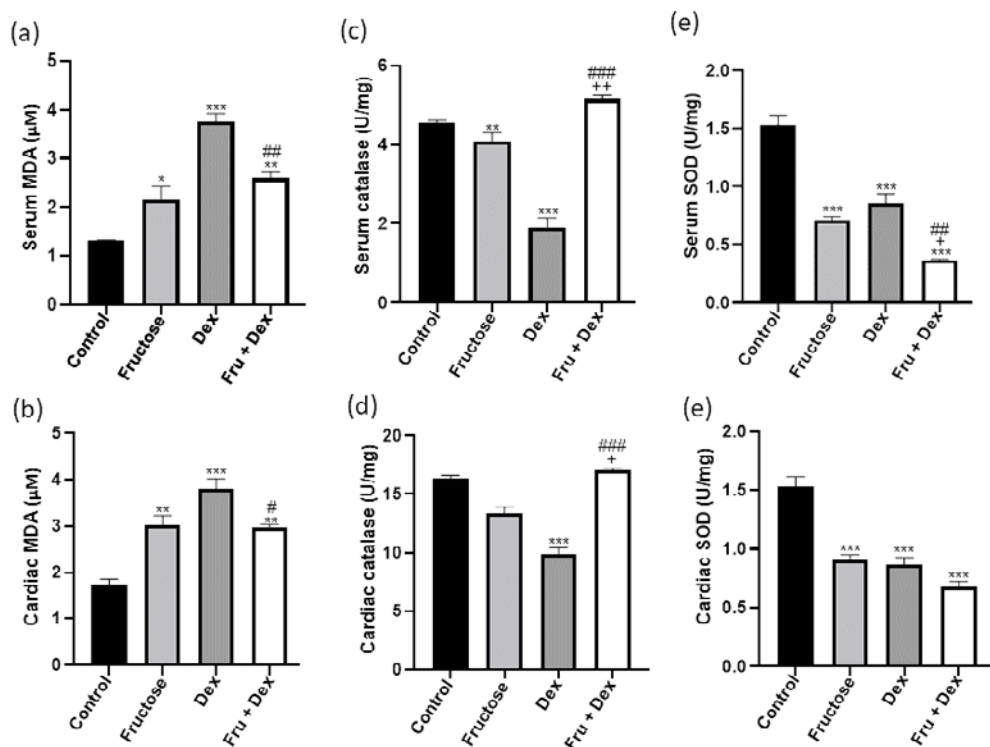 (a)
Serum MDA (µM)
5
4
3
2
1
0
*
***
##
**
Control
Fructose
Dex
Fru + Dex
(c)
Serum catalase (U/mg)
6
4
2
0
**
***
###
++
Control
Fructose
Dex
Fru + Dex
(e)
Serum SOD (U/mg)
2.0
1.5
1.0
0.5
0.0
***
***
##
+
***
Control
Fructose
Dex
Fru + Dex
(b)
Cardiac MDA (µM)
5
4
3
2
1
0
**
***
#
**
Control
Fructose
Dex
Fru + Dex
(d)
Cardiac catalase (U/mg)
20
15
10
5
0
***
###
+
Control
Fructose
Dex
Fru + Dex
(e)
Cardiac SOD (U/mg)
2.0
1.5
1.0
0.5
0.0
***
***
***
Control
Fructose
Dex
Fru + Dex